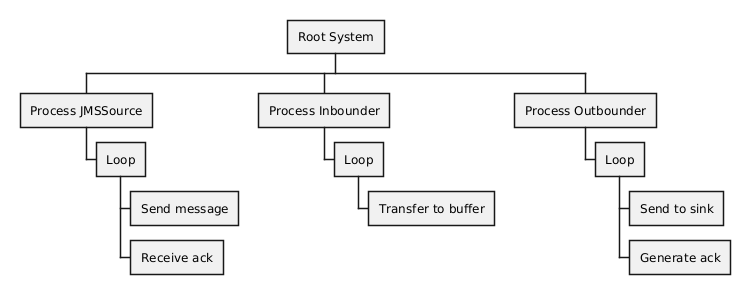 Root System
Process JMSSource
Process Inbounder
Process Outbounder
Loop
Loop
Loop
Send message
Transfer to buffer
Send to sink
Receive ack
Generate ack